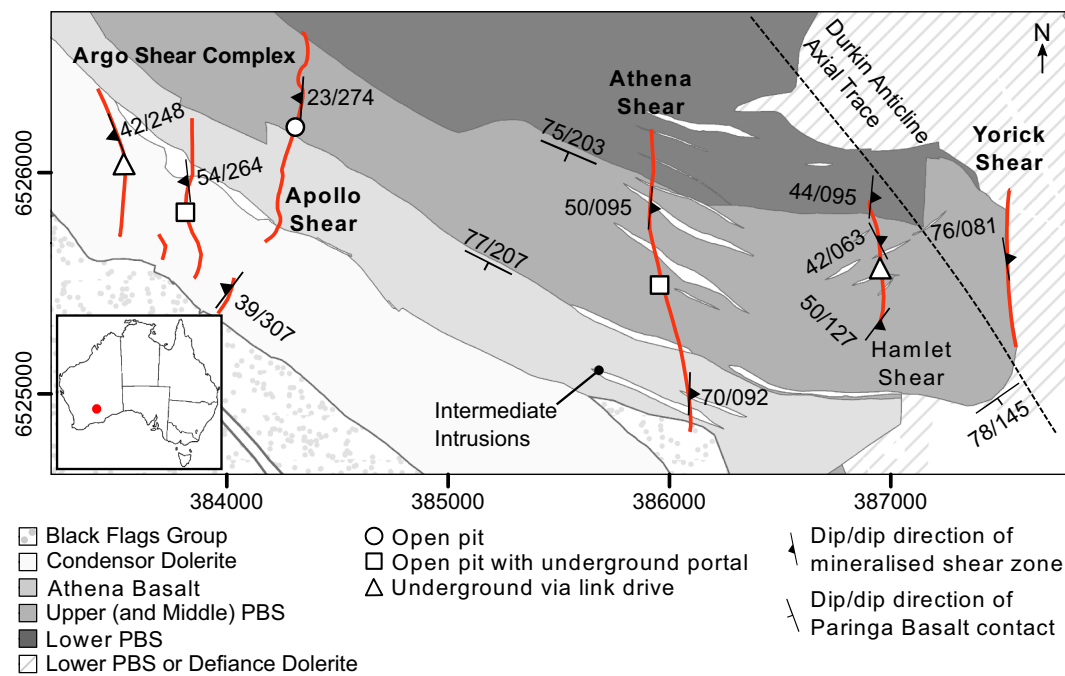 Argo Shear Complex
Durkin Anticline
Axial Trace
N
Athena
Shear
Yorick
Shear
23/274
42/248
54/264
75/203
Apollo
Shear
50/095
44/095
42/063
76/081
77/207
39/307
50/127
Hamlet
Shear
Intermediate
Intrusions
70/092
78/145
6526000
6525000
384000
385000
386000
387000
Black Flags Group
Condensor Dolerite
Athena Basalt
Upper (and Middle) PBS
Lower PBS
Lower PBS or Defiance Dolerite
Open pit
Open pit with underground portal
Underground via link drive
Dip/dip direction of
mineralised shear zone
Dip/dip direction of
Paringa Basalt contact